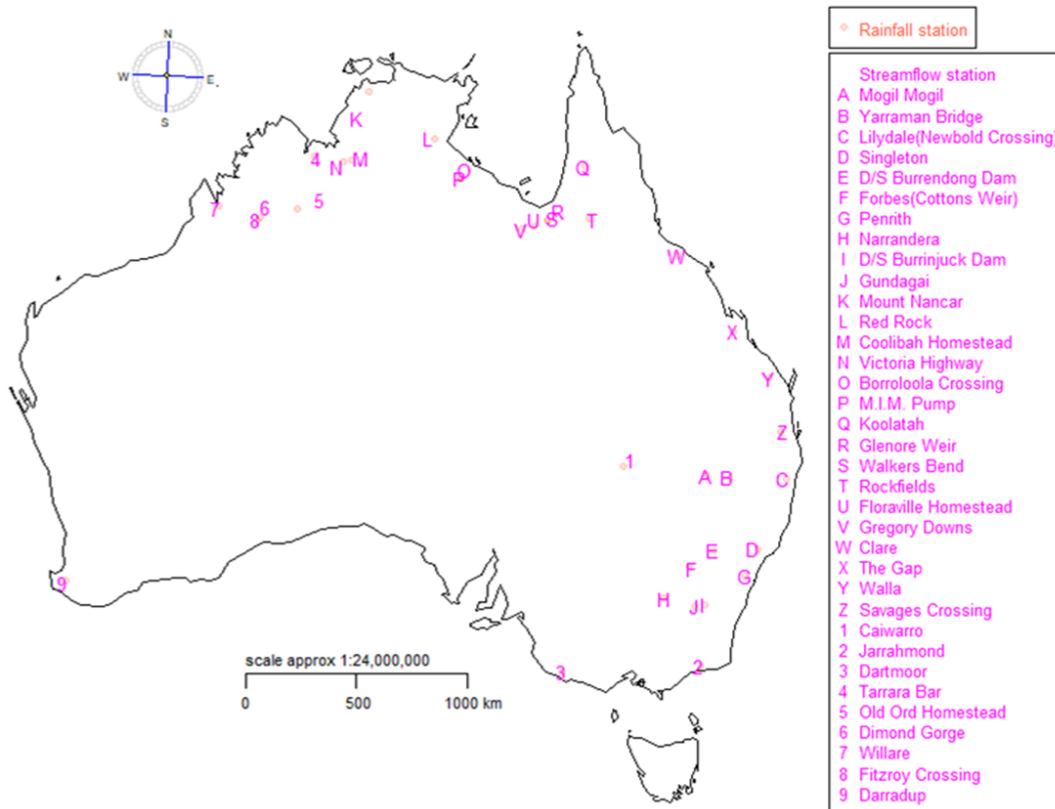 N
W
E
S
Rainfall station
Streamflow station
A Mogil Mogil
B Yarraman Bridge
C Lilydale(Newbold Crossing)
D Singleton
E D/S Burrendong Dam
F Forbes(Cottons Weir)
G Penrith
H Narrandera
I D/S Burrinjuck Dam
J Gundagai
K Mount Nancar
L Red Rock
M Coolibah Homestead
N Victoria Highway
O Borroloola Crossing
P M.I.M. Pump
Q Koolatah
R Glenore Weir
S Walkers Bend
T Rockfields
U Floraville Homestead
V Gregory Downs
W Clare
X The Gap
Y Walla
Z Savages Crossing
1 Caiwarro
2 Jarrahmond
3 Dartmoor
4 Tarrara Bar
5 Old Ord Homestead
6 Dimond Gorge
7 Willare
8 Fitzroy Crossing
9 Darradup
K
L
4
N
M
O
P
Q
5
6
7
8
R
S
U
V
T
W
X
Y
Z
1
A
B
C
D
E
F
G
H
J
I
9
2
3
scale approx 1:24,000,000
0
500
1000 km